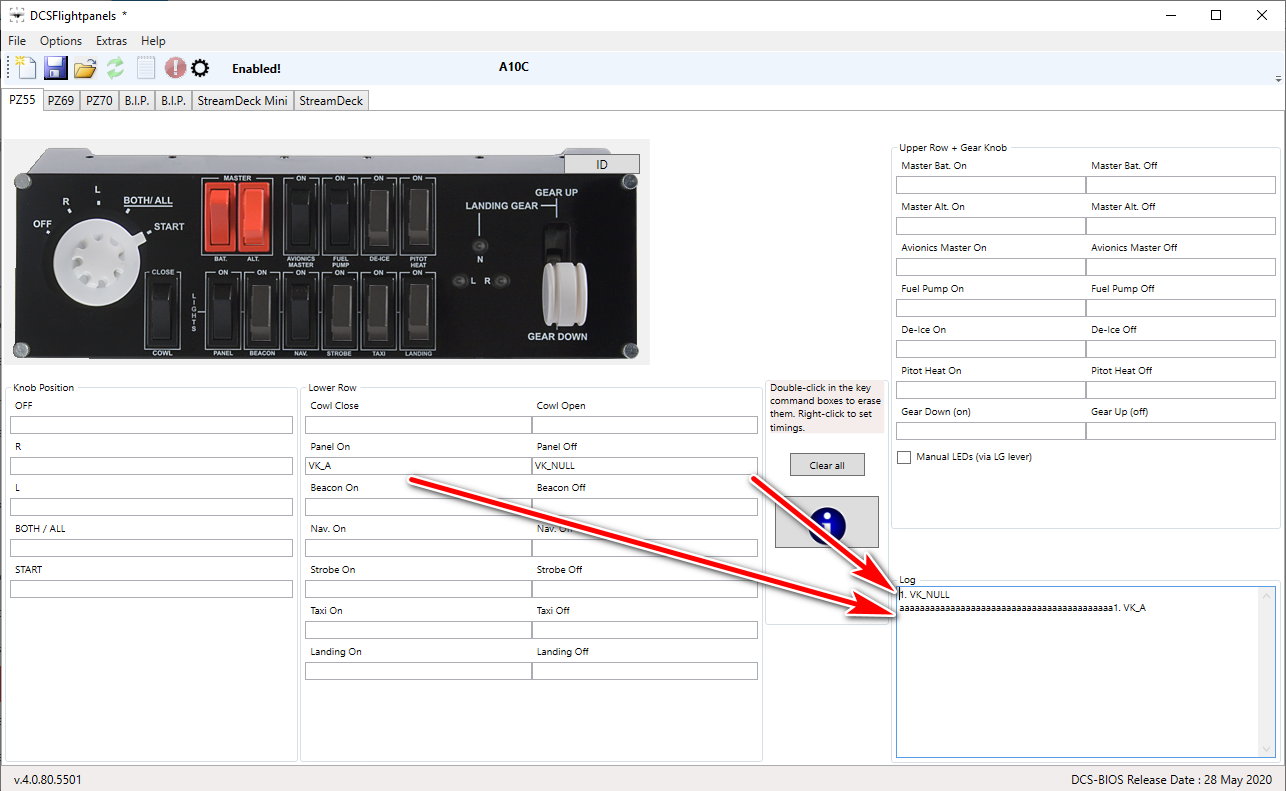 DCSFlightpanels *
File Options Extras Help
Enabled!
A10C
PZ55 PZ69 PZ70 B.I.P. B.I.P. StreamDeck Mini StreamDeck
ID
MASTER ON ON ON ON
BAT. ALT. AVIONICS MASTER FUEL PUMP DE-ICE PITOT HEAT
OFF R L BOTH/ ALL START
GEAR UP
LANDING GEAR
N
L R
GEAR DOWN
CLOSE ON ON ON ON ON ON
LIGHTS
COWL PANEL BEACON NAV. STROBE TAXI LANDING
Knob Position
OFF
R
L
BOTH / ALL
START
Lower Row
Cowl Close Cowl Open
Panel On Panel Off
VK_A VK_NULL
Beacon On Beacon Off
Nav. On Nav. Off
Strobe On Strobe Off
Taxi On Taxi Off
Landing On Landing Off
Double-click in the key
command boxes to erase
them. Right-click to set
timings.
Clear all
i
Upper Row + Gear Knob
Master Bat. On Master Bat. Off
Master Alt. On Master Alt. Off
Avionics Master On Avionics Master Off
Fuel Pump On Fuel Pump Off
De-Ice On De-Ice Off
Pitot Heat On Pitot Heat Off
Gear Down (on) Gear Up (off)
Manual LEDs (via LG lever)
Log
1. VK_NULL
aaaaaaaaaaaaaaaaaaaaaaaaaaaaaaaaaaaaaaaaaa1. VK_A
v.4.0.80.5501
DCS-BIOS Release Date : 28 May 2020